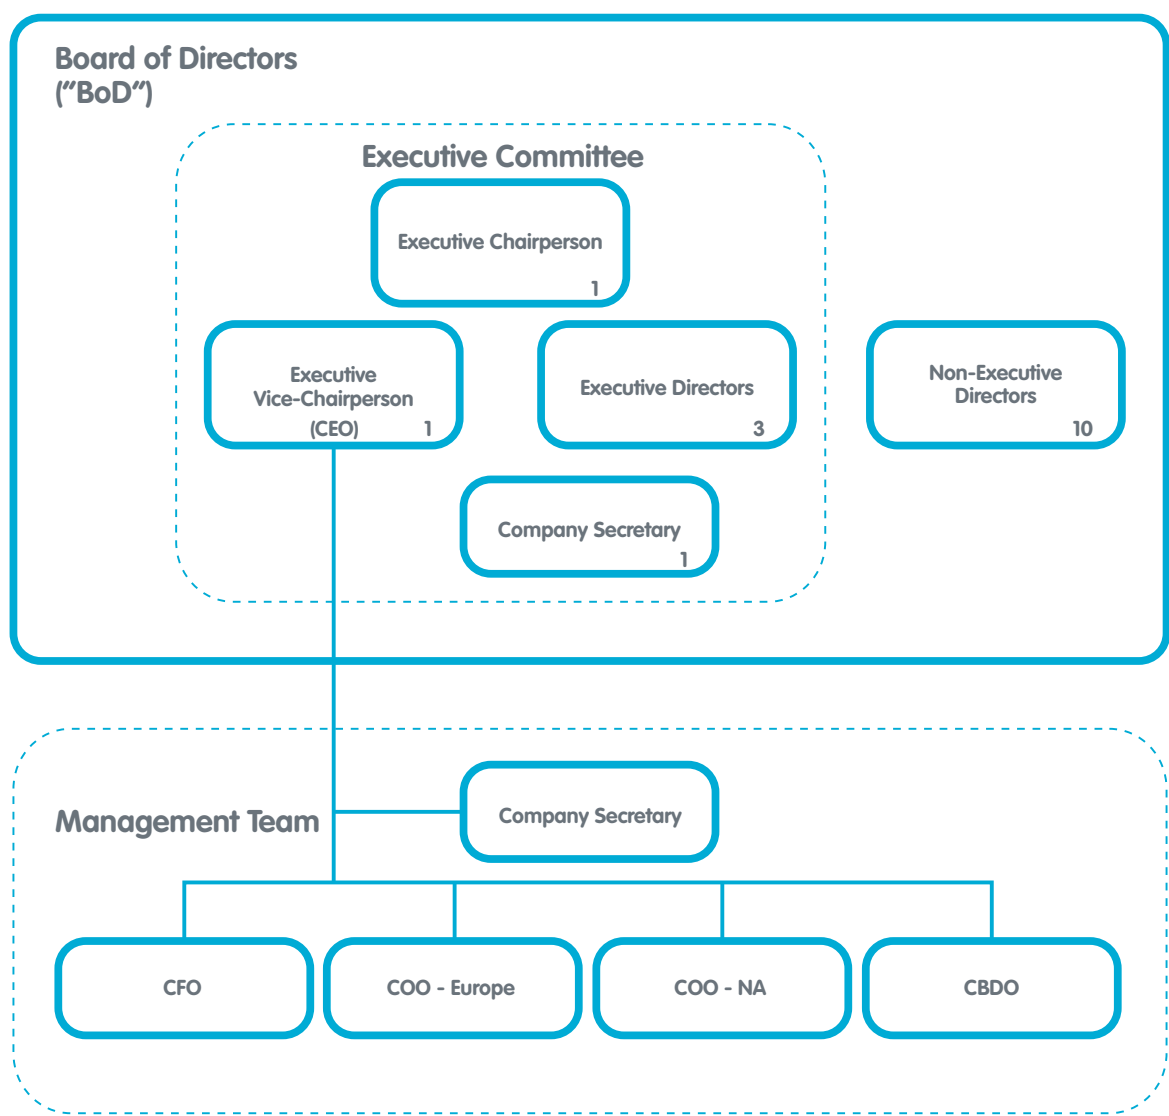 Board of Directors
("BoD")
Executive Committee
Executive Chairperson
1
Executive
Vice-Chairperson
(CEO) 1
Executive Directors
3
Non-Executive
Directors
10
Company Secretary
1
Management Team
Company Secretary
CFO
COO - Europe
COO - NA
CBDO